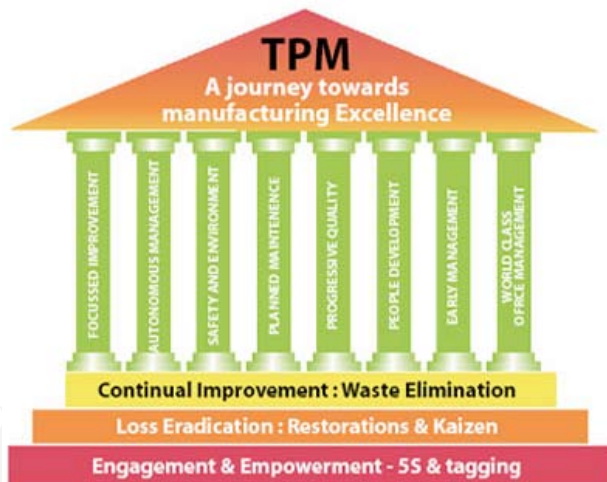 TPM
A journey towards
manufacturing Excellence
FOCUSSED IMPROVEMENT
AUTONOMOUS MANAGEMENT
SAFETY AND ENVIRONMENT
PLANNED MAINTENENCE
PROGRESSIVE QUALITY
PEOPLE DEVELOPMENT
EARLY MANAGEMENT
WORLD CLASS
OFRCE MANAGEMENT
Continual Improvement : Waste Elimination
Loss Eradication : Restorations & Kaizen
Engagement & Empowerment - 5S & tagging